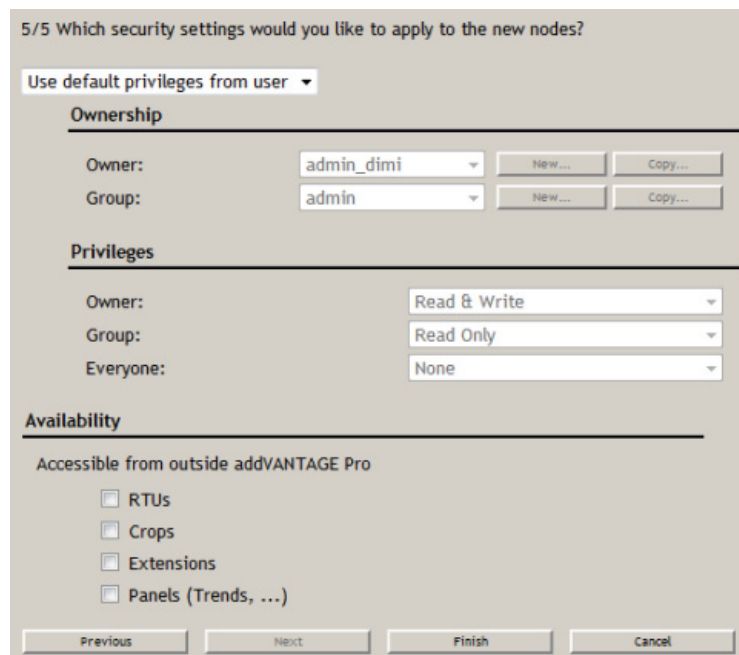 5/5 Which security settings would you like to apply to the new nodes?
Use default privileges from user
Ownership
Owner: admin_dimi New... Copy...
Group: admin New... Copy...
Privileges
Owner: Read & Write
Group: Read Only
Everyone: None
Availability
Accessible from outside addVANTAGE Pro
RTUs
Crops
Extensions
Panels (Trends, ...)
Previous Next Finish Cancel